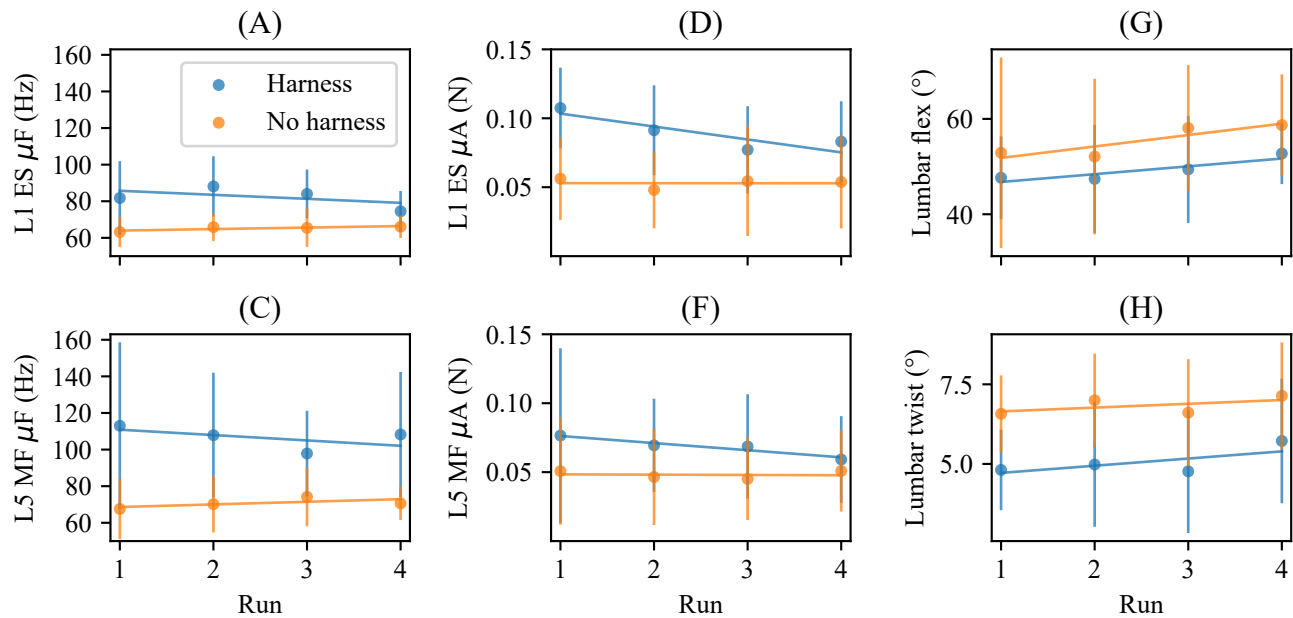 (A)
L1 ES μF (Hz)
160
140
120
100
80
60
Harness
No harness
(D)
L1 ES μA (N)
0.15
0.10
0.05
(G)
Lumbar flex (°)
60
40
(C)
L5 MF μF (Hz)
160
140
120
100
80
60
1 2 3 4
Run
(F)
L5 MF μA (N)
0.15
0.10
0.05
1 2 3 4
Run
(H)
Lumbar twist (°)
7.5
5.0
1 2 3 4
Run